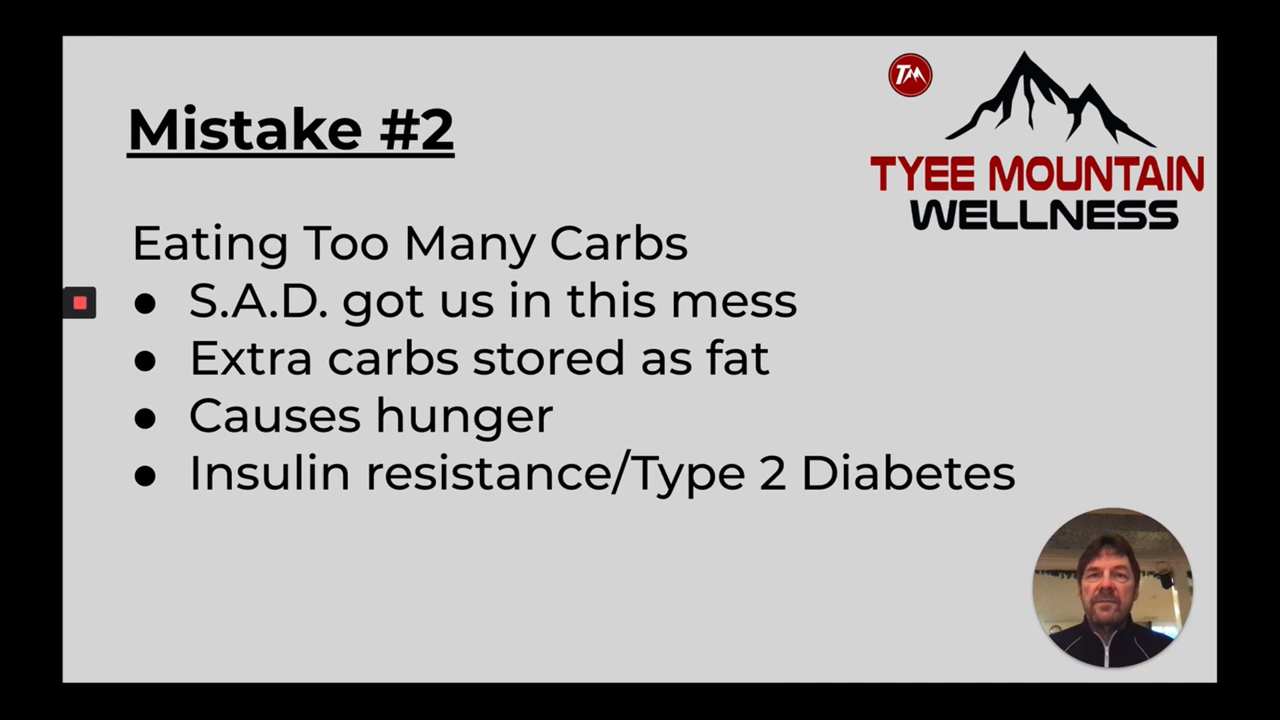 Mistake #2
TM
TYEE MOUNTAIN
WELLNESS
Eating Too Many Carbs
● S.A.D. got us in this mess
● Extra carbs stored as fat
● Causes hunger
● Insulin resistance/Type 2 Diabetes